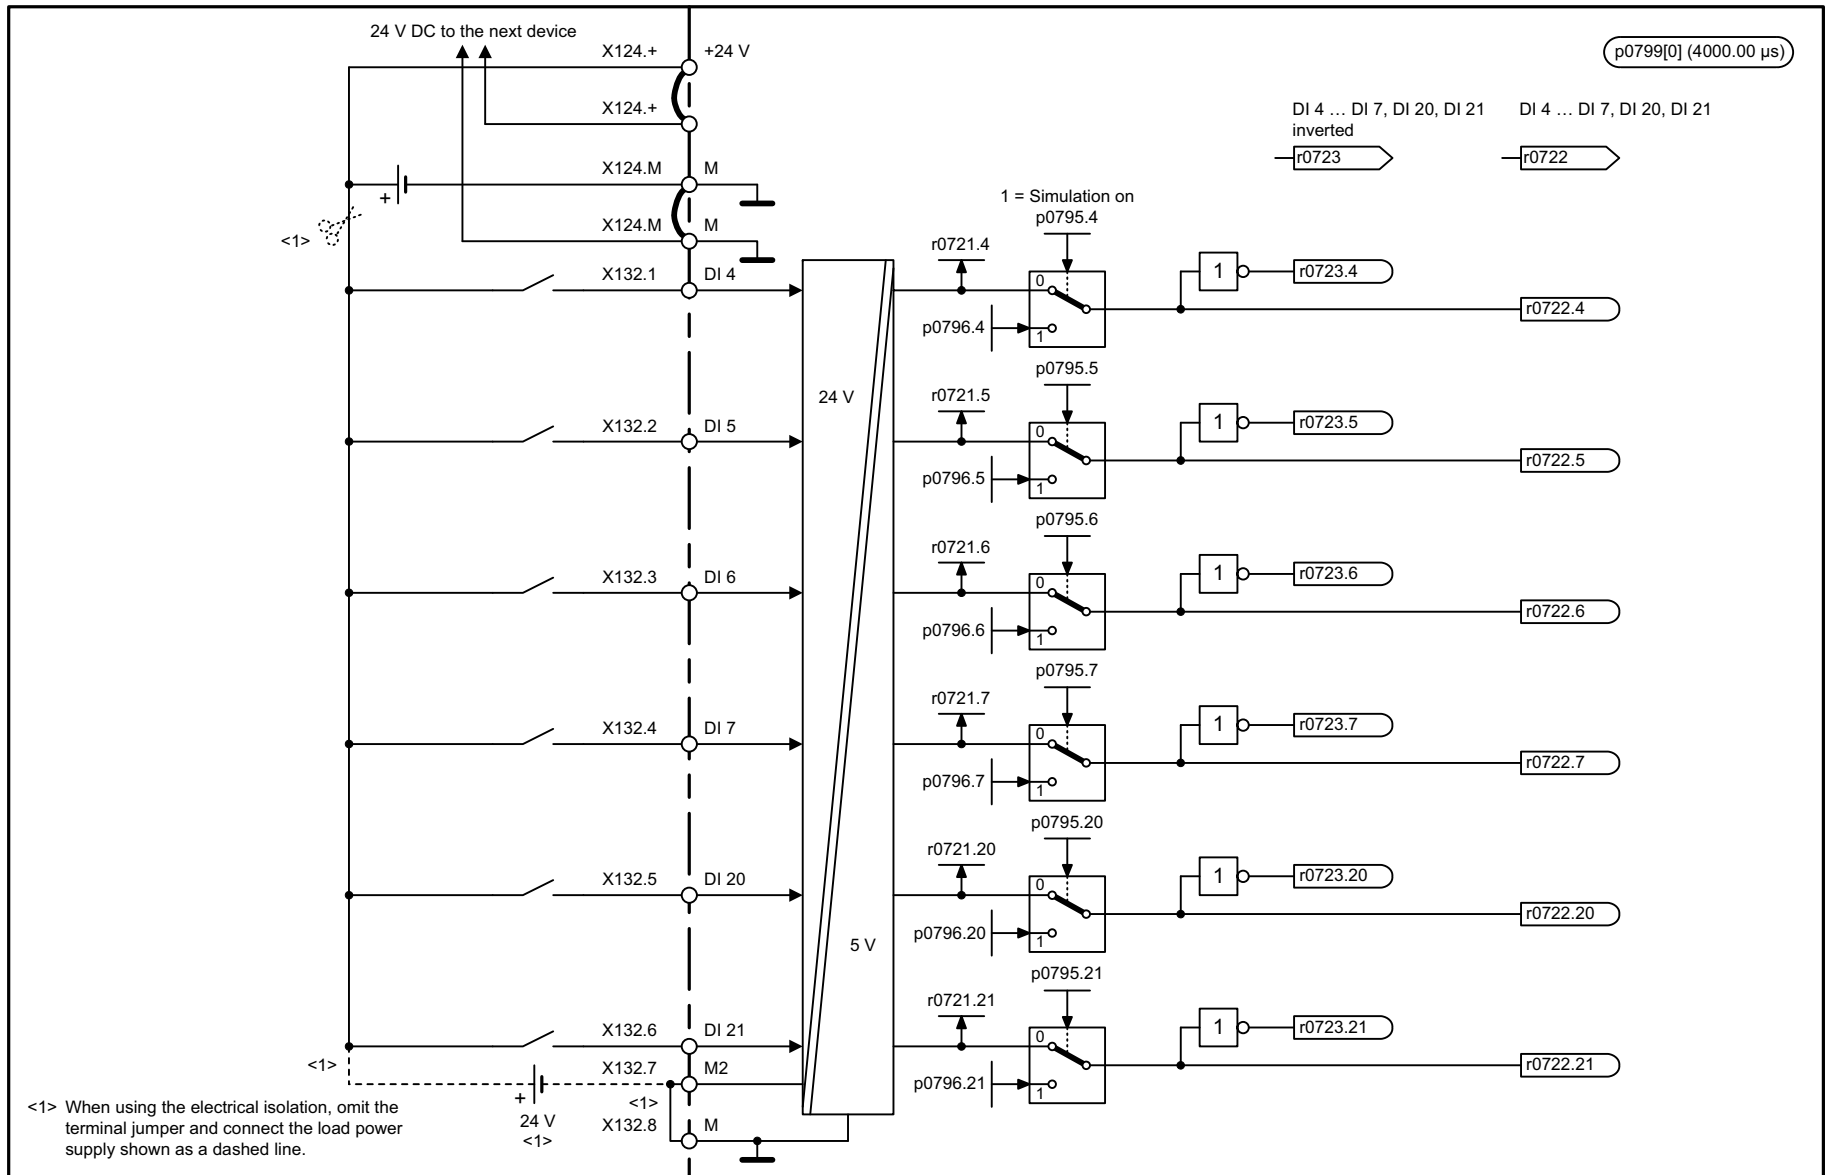 24 V DC to the next device
X124.+
+24 V
p0799[0] (4000.00 µs)
X124.+
DI 4 … DI 7, DI 20, DI 21
inverted
DI 4 … DI 7, DI 20, DI 21
r0723
r0722
X124.M
M
+
<1>
X124.M
M
1 = Simulation on
p0795.4
r0721.4
X132.1
DI 4
0
1
r0723.4
r0722.4
p0796.4
1
p0795.5
24 V
r0721.5
X132.2
DI 5
0
1
r0723.5
r0722.5
p0796.5
1
p0795.6
r0721.6
X132.3
DI 6
0
1
r0723.6
r0722.6
p0796.6
1
p0795.7
r0721.7
X132.4
DI 7
0
1
r0723.7
r0722.7
p0796.7
1
p0795.20
r0721.20
X132.5
DI 20
0
1
r0723.20
r0722.20
p0796.20
1
5 V
p0795.21
r0721.21
X132.6
DI 21
0
1
r0723.21
r0722.21
p0796.21
1
<1>
X132.7
M2
+
24 V
<1>
<1>
X132.8
M
<1> When using the electrical isolation, omit the
terminal jumper and connect the load power
supply shown as a dashed line.